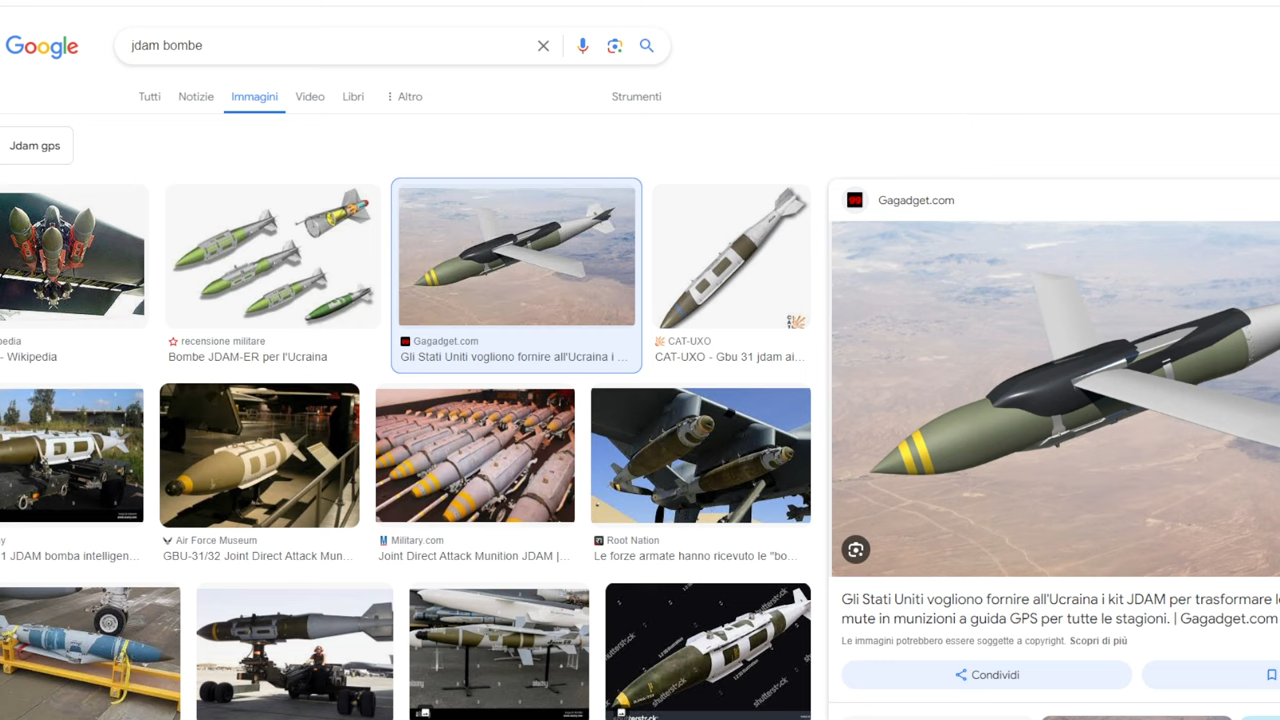 Google
jdam bombe
Tutti
Notizie
Immagini
Video
Libri
Altro
Strumenti
Jdam gps
Gagadget.com
pedia
- Wikipedia
recensione militare
Bombe JDAM-ER per l'Ucraina
Gagadget.com
Gli Stati Uniti vogliono fornire all'Ucraina i ...
CAT-UXO
CAT-UXO - Gbu 31 jdam ai...
y
1 JDAM bomba intelligen...
Air Force Museum
GBU-31/32 Joint Direct Attack Mun...
Military.com
Joint Direct Attack Munition JDAM |...
Root Nation
Le forze armate hanno ricevuto le "bo...
Gli Stati Uniti vogliono fornire all'Ucraina i kit JDAM per trasformare l
mute in munizioni a guida GPS per tutte le stagioni. | Gagadget.com
Le immagini potrebbero essere soggette a copyright. Scopri di più
Condividi
shutterstock
shutterstock
shutterstock